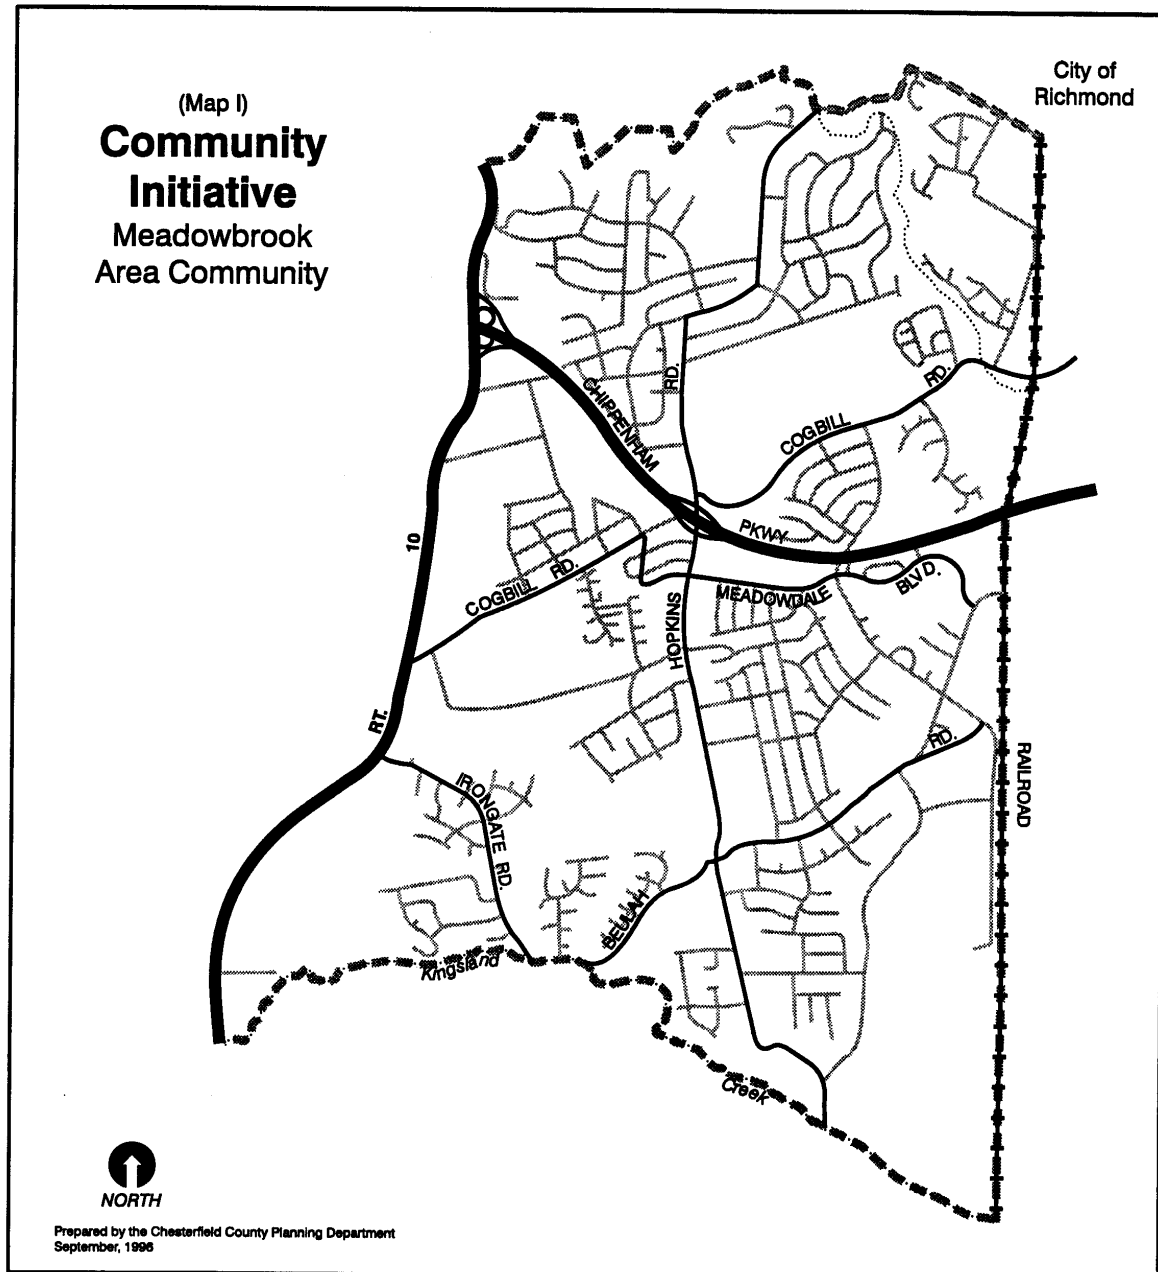 (Map I)
Community
Initiative
Meadowbrook
Area Community
City of
Richmond
RD.
RD.
CHIPPENHAM
COGBILL
PKWY
10
COGBILL RD.
MEADOWDALE
BLVD.
HOPKINS
RT.
RD.
RAILROAD
IRONGATE RD.
BEULAH
Kingsland
Creek
NORTH
Prepared by the Chesterfield County Planning Department
September, 1996